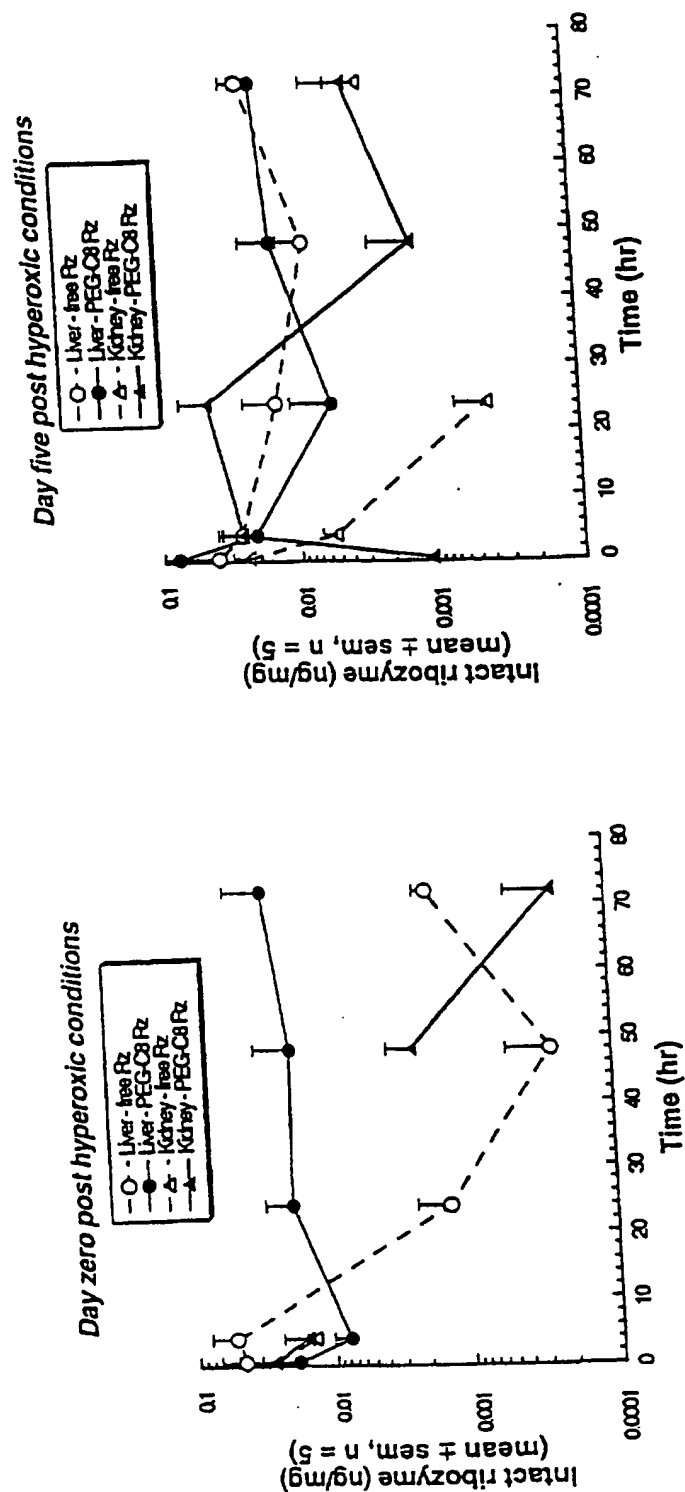 Day zero post hyperoxic conditions
Liver - free Rz
Liver - PEG-C8 Rz
Kidney - free Rz
Kidney - PEG-C8 Rz
Intact ribozyme (ng/mg)
(mean ± sem, n = 5)
0.1
0.01
0.001
0.0001
0
10
20
30
40
50
60
70
80
Time (hr)
Day five post hyperoxic conditions
Liver - free Rz
Liver - PEG-C8 Rz
Kidney - free Rz
Kidney - PEG-C8 Rz
Intact ribozyme (ng/mg)
(mean ± sem, n = 5)
0.1
0.01
0.001
0.0001
0
10
20
30
40
50
60
70
80
Time (hr)